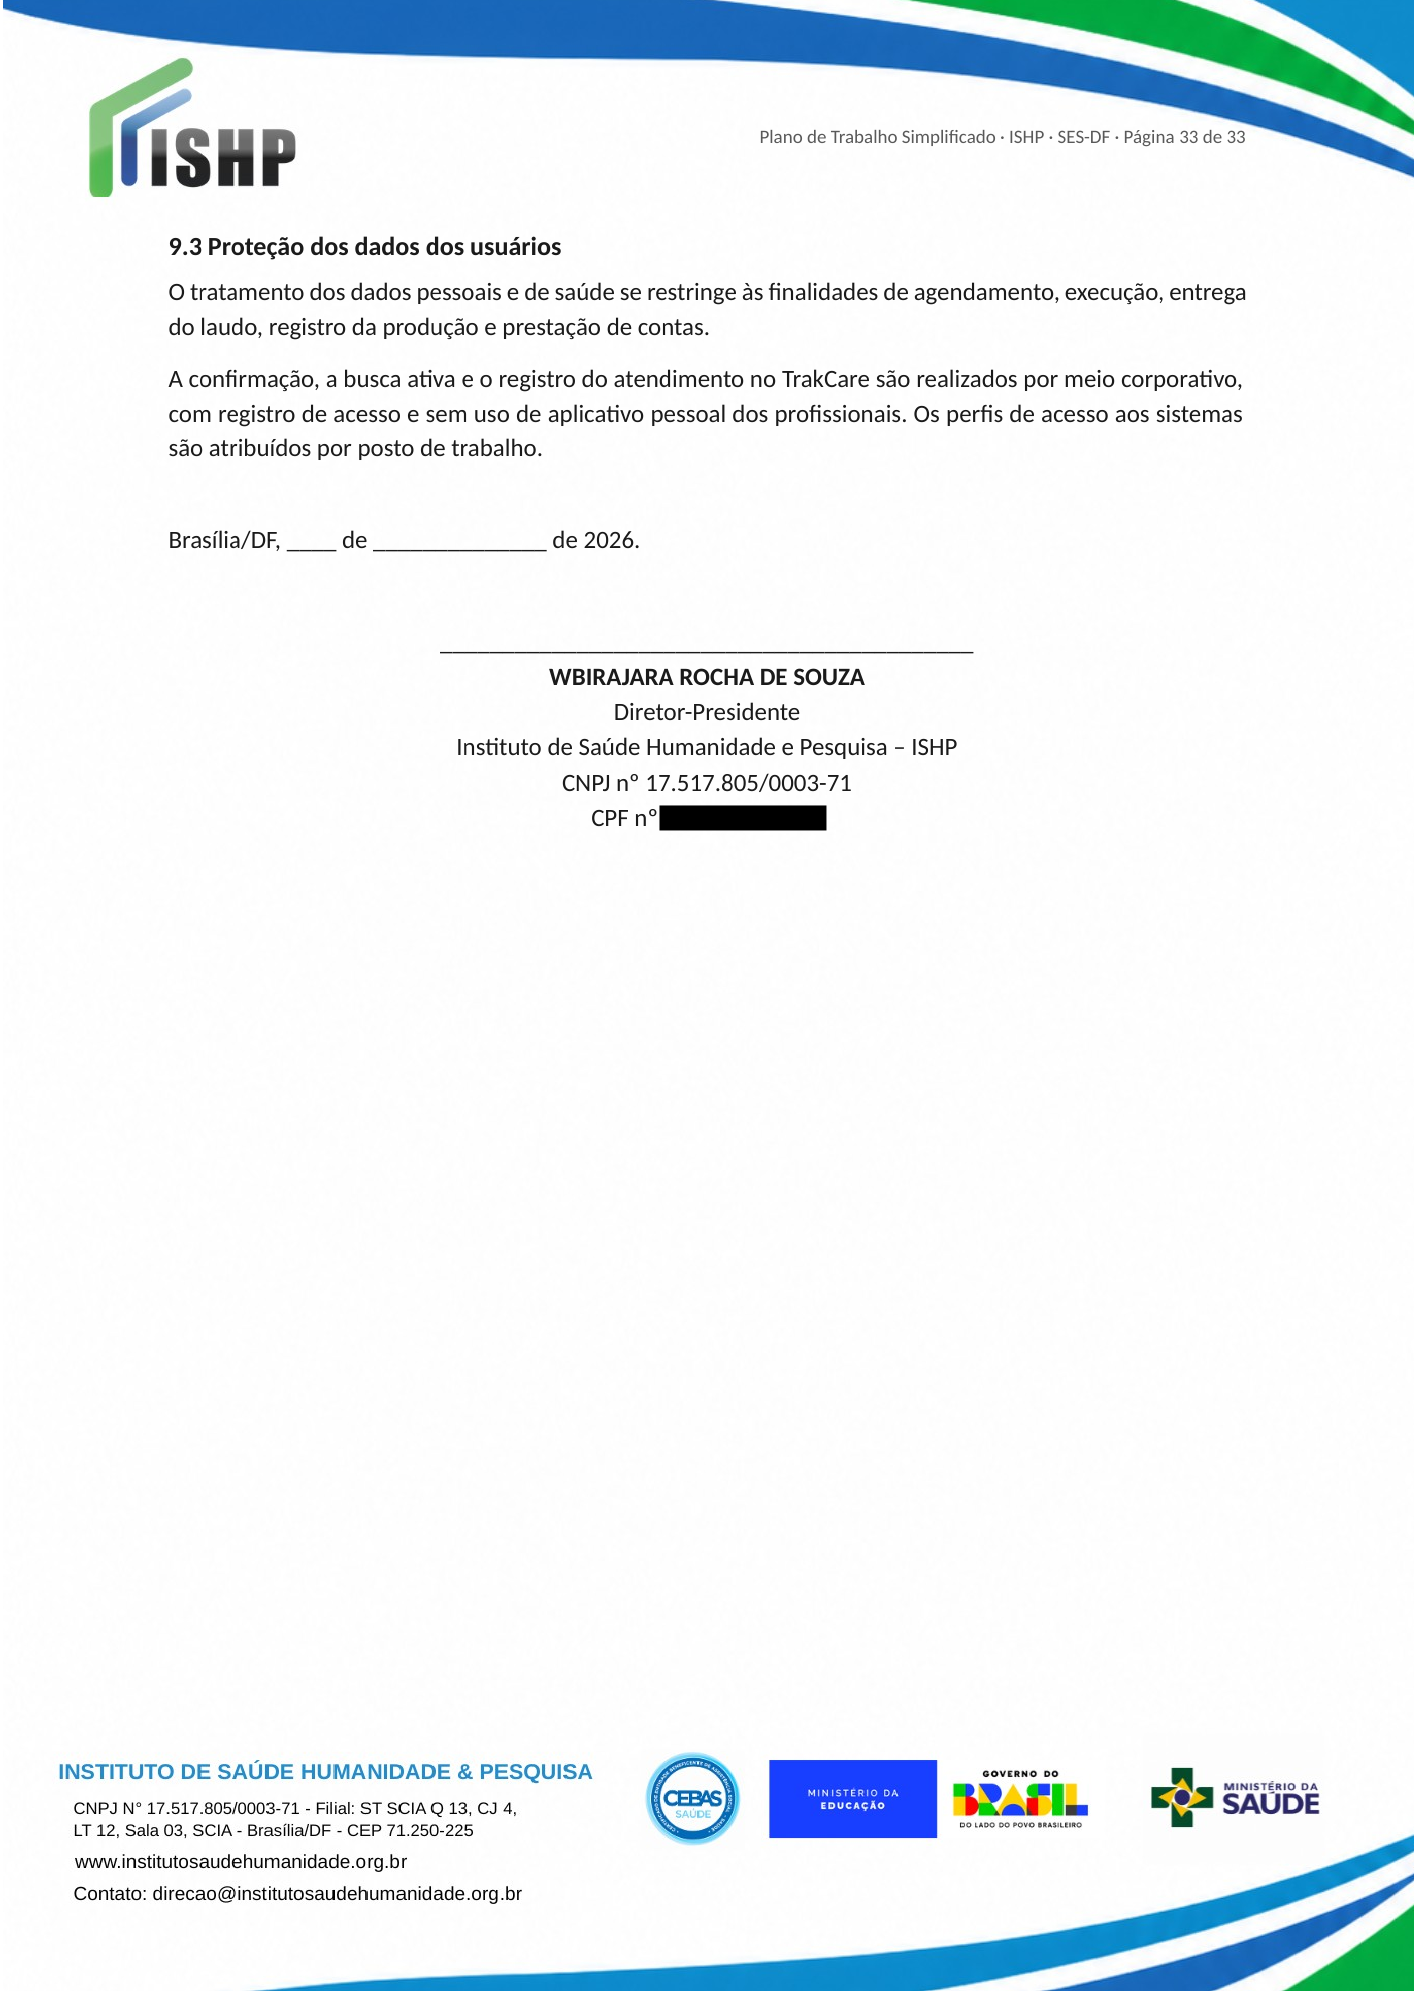 ISHP
Plano de Trabalho Simplificado · ISHP · SES-DF · Página 33 de 33
9.3 Proteção dos dados dos usuários
O tratamento dos dados pessoais e de saúde se restringe às finalidades de agendamento, execução, entrega
do laudo, registro da produção e prestação de contas.
A confirmação, a busca ativa e o registro do atendimento no TrakCare são realizados por meio corporativo,
com registro de acesso e sem uso de aplicativo pessoal dos profissionais. Os perfis de acesso aos sistemas
são atribuídos por posto de trabalho.
Brasília/DF, ____ de ______________ de 2026.
___________________________________________
WBIRAJARA ROCHA DE SOUZA
Diretor-Presidente
Instituto de Saúde Humanidade e Pesquisa – ISHP
CNPJ nº 17.517.805/0003-71
CPF nº
INSTITUTO DE SAÚDE HUMANIDADE & PESQUISA
CNPJ N° 17.517.805/0003-71 - Filial: ST SCIA Q 13, CJ 4,
LT 12, Sala 03, SCIA - Brasília/DF - CEP 71.250-225
www.institutosaudehumanidade.org.br
Contato: direcao@institutosaudehumanidade.org.br
CEBAS
SAÚDE
MINISTÉRIO DA
EDUCAÇÃO
GOVERNO DO
BRASIL
DO LADO DO POVO BRASILEIRO
MINISTÉRIO DA
SAÚDE